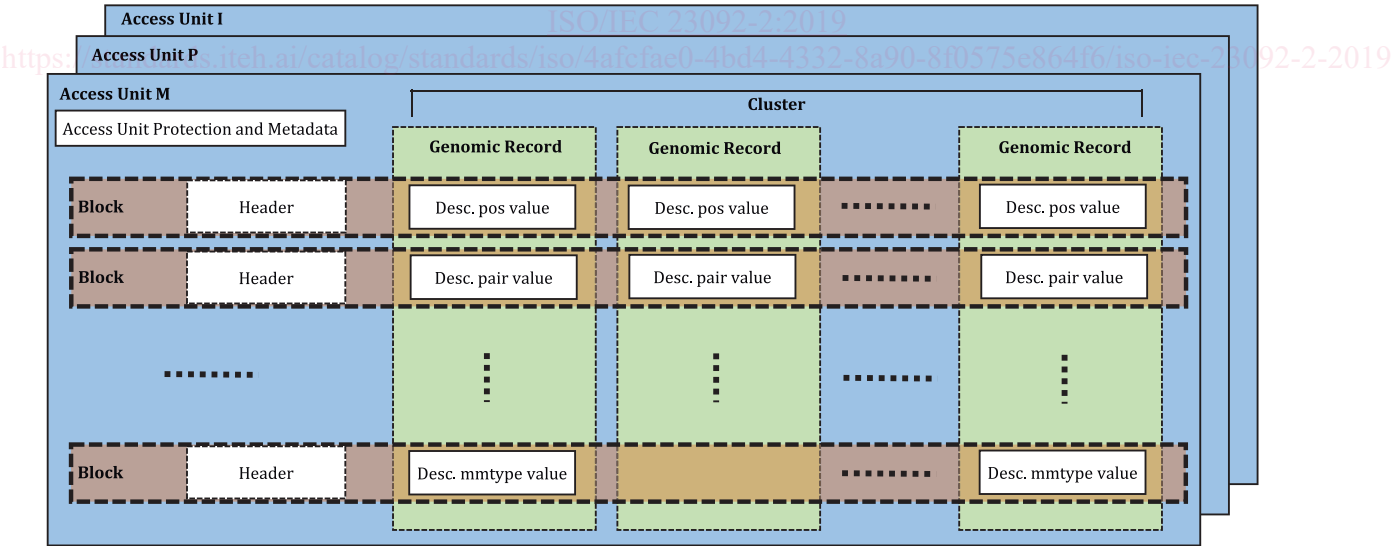 Access Unit I
ISO/IEC 23092-2:2019
Access Unit P
https://standards.iteh.ai/catalog/standards/iso/4afcfae0-4bd4-4332-8a90-8f0575e864f6/iso-iec-23092-2-2019
Access Unit M
Cluster
Access Unit Protection and Metadata
Genomic Record Genomic Record Genomic Record
Block Header Desc. pos value Desc. pos value Desc. pos value
Block Header Desc. pair value Desc. pair value Desc. pair value
Block Header Desc. mmtype value Desc. mmtype value